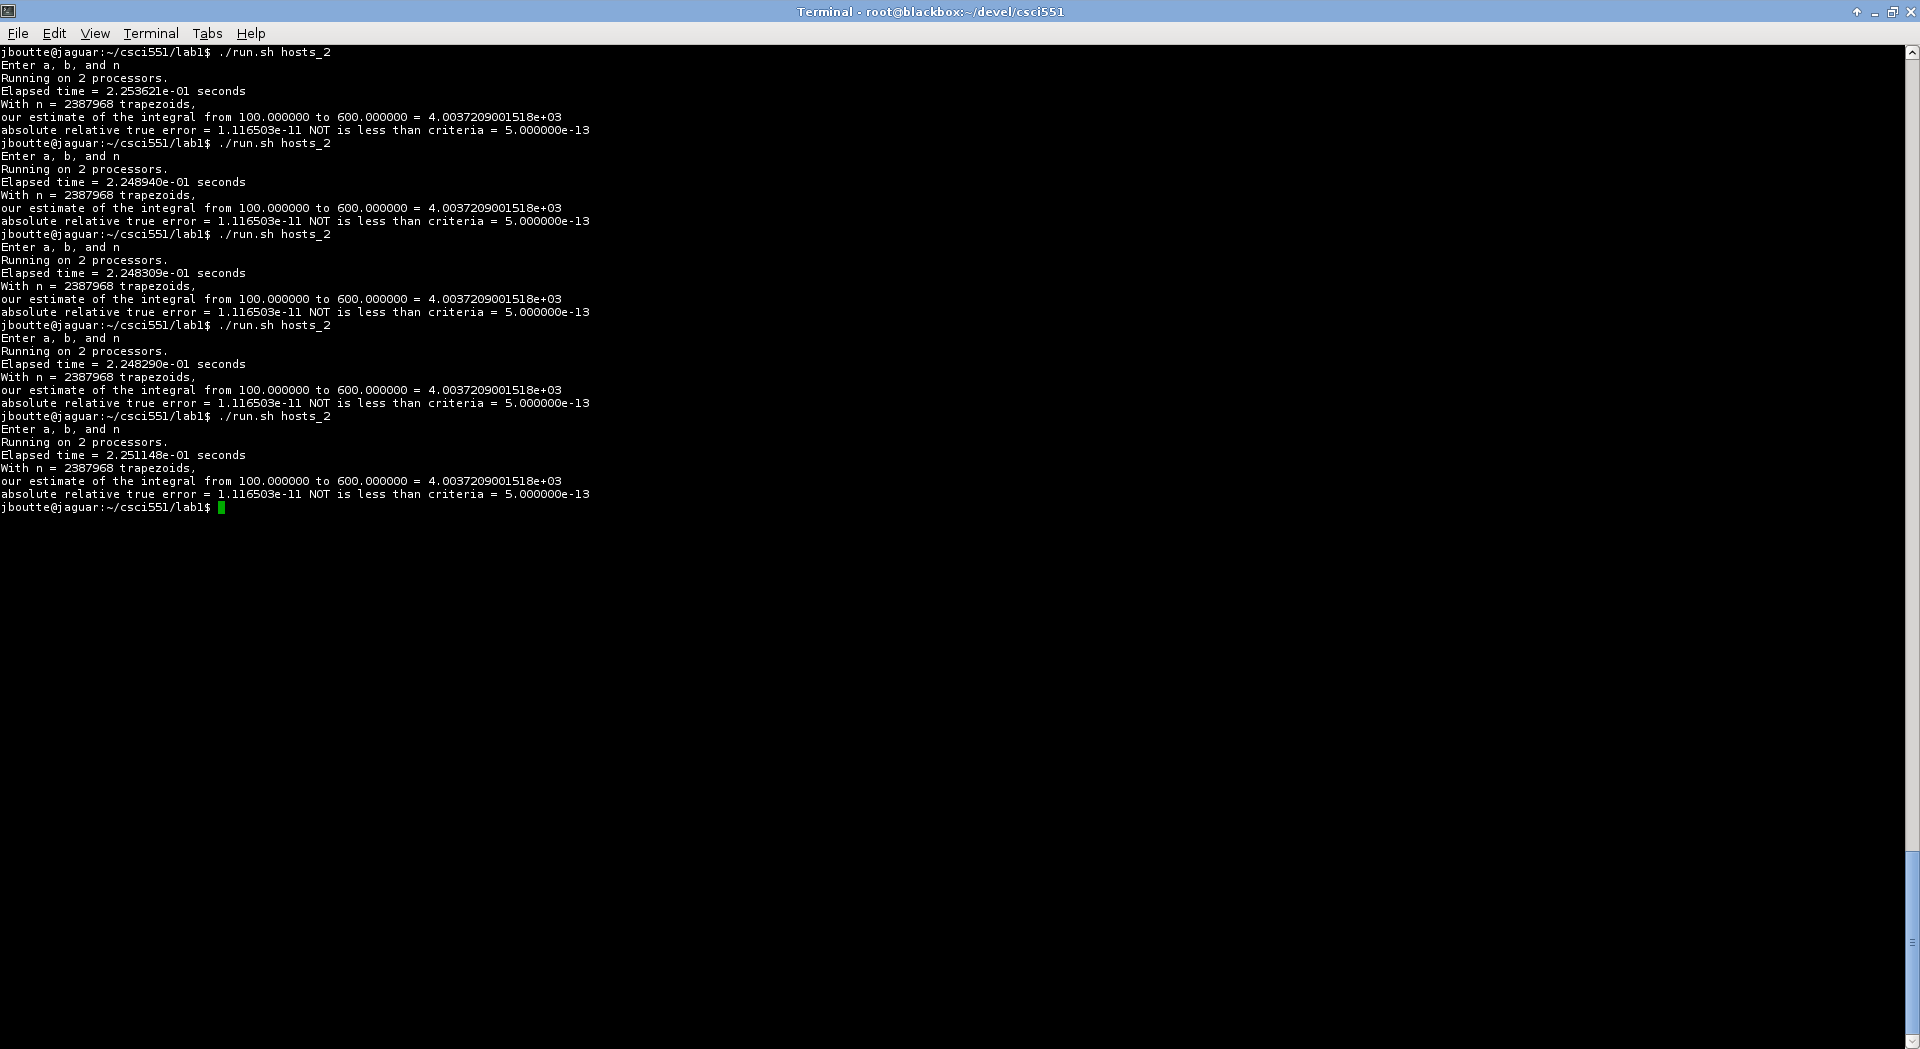 Terminal - root@blackbox:~/devel/csci551
File Edit View Terminal Tabs Help
jboutte@jaguar:~/csci551/lab1$ ./run.sh hosts_2
Enter a, b, and n
Running on 2 processors.
Elapsed time = 2.253621e-01 seconds
With n = 2387968 trapezoids,
our estimate of the integral from 100.000000 to 600.000000 = 4.0037209001518e+03
absolute relative true error = 1.116503e-11 NOT is less than criteria = 5.000000e-13
jboutte@jaguar:~/csci551/lab1$ ./run.sh hosts_2
Enter a, b, and n
Running on 2 processors.
Elapsed time = 2.248940e-01 seconds
With n = 2387968 trapezoids,
our estimate of the integral from 100.000000 to 600.000000 = 4.0037209001518e+03
absolute relative true error = 1.116503e-11 NOT is less than criteria = 5.000000e-13
jboutte@jaguar:~/csci551/lab1$ ./run.sh hosts_2
Enter a, b, and n
Running on 2 processors.
Elapsed time = 2.248309e-01 seconds
With n = 2387968 trapezoids,
our estimate of the integral from 100.000000 to 600.000000 = 4.0037209001518e+03
absolute relative true error = 1.116503e-11 NOT is less than criteria = 5.000000e-13
jboutte@jaguar:~/csci551/lab1$ ./run.sh hosts_2
Enter a, b, and n
Running on 2 processors.
Elapsed time = 2.248290e-01 seconds
With n = 2387968 trapezoids,
our estimate of the integral from 100.000000 to 600.000000 = 4.0037209001518e+03
absolute relative true error = 1.116503e-11 NOT is less than criteria = 5.000000e-13
jboutte@jaguar:~/csci551/lab1$ ./run.sh hosts_2
Enter a, b, and n
Running on 2 processors.
Elapsed time = 2.251148e-01 seconds
With n = 2387968 trapezoids,
our estimate of the integral from 100.000000 to 600.000000 = 4.0037209001518e+03
absolute relative true error = 1.116503e-11 NOT is less than criteria = 5.000000e-13
jboutte@jaguar:~/csci551/lab1$